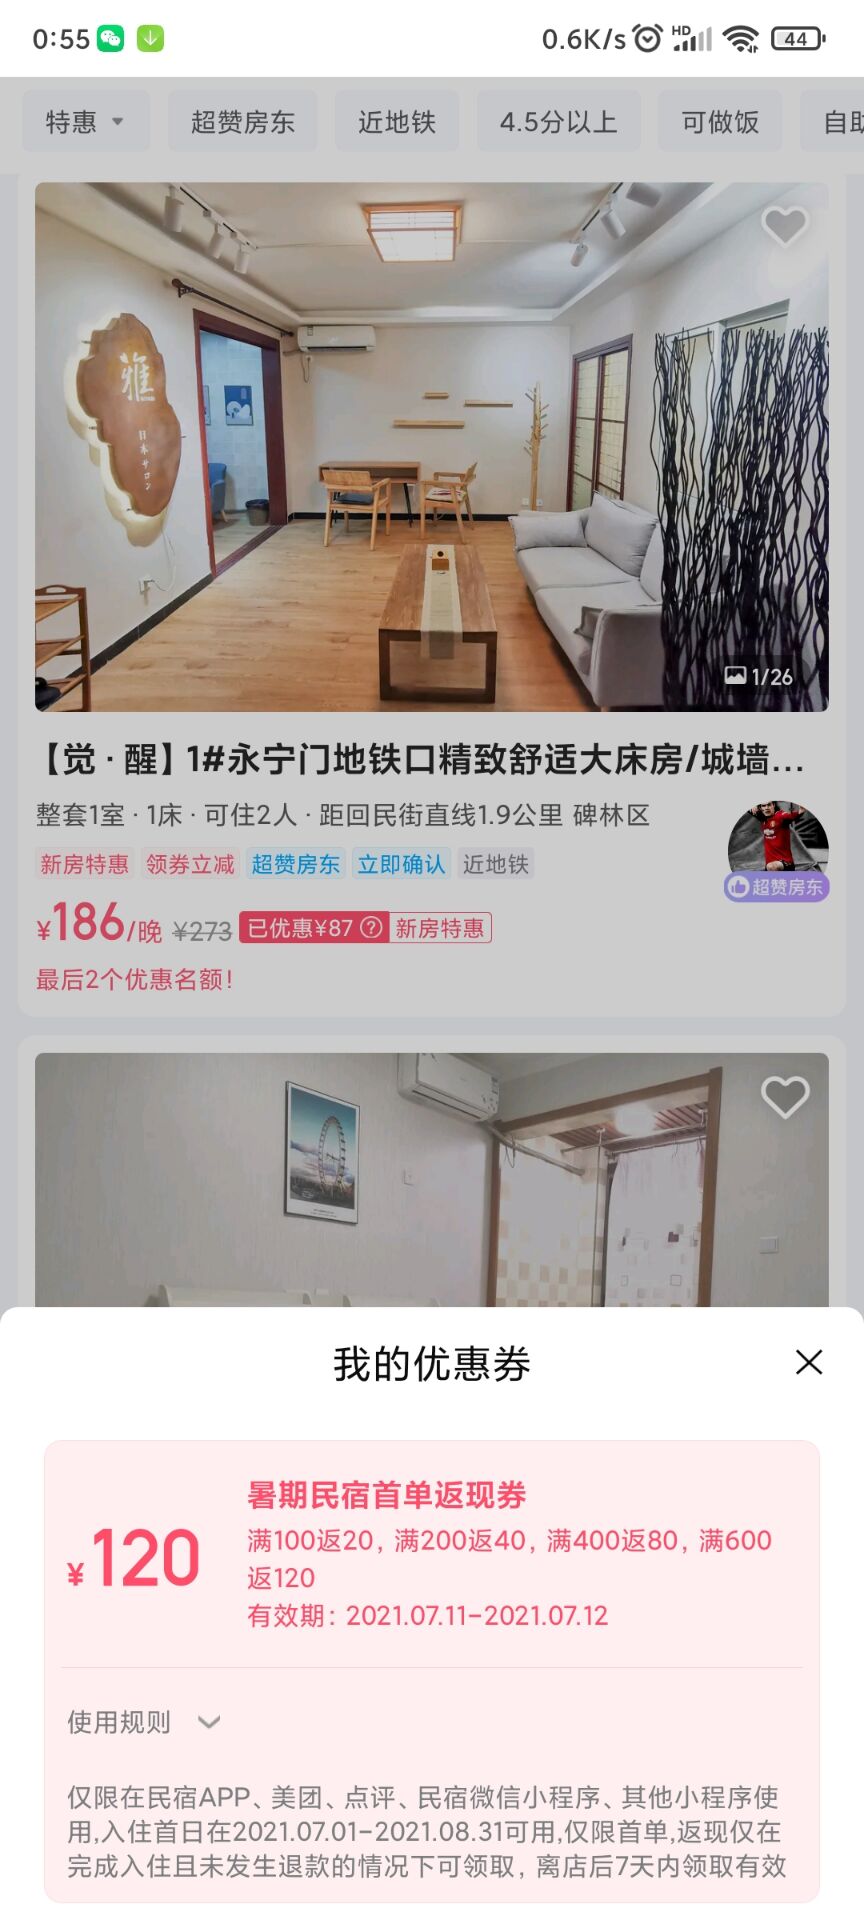 0:55
0.6K/s
HD
44
特惠
超赞房东
近地铁
4.5分以上
可做饭
自助
雅
日本サロン
1/26
【觉·醒】1#永宁门地铁口精致舒适大床房/城墙...
整套1室·1床·可住2人·距回民街直线1.9公里 碑林区
新房特惠 领券立减 超赞房东 立即确认 近地铁
超赞房东
¥186/晚 ¥273 已优惠¥87 ? 新房特惠
最后2个优惠名额!
我的优惠券
暑期民宿首单返现券
¥120
满100返20, 满200返40, 满400返80, 满600
返120
有效期: 2021.07.11-2021.07.12
使用规则
仅限在民宿APP、美团、点评、民宿微信小程序、其他小程序使
用,入住首日在2021.07.01-2021.08.31可用,仅限首单,返现仅在
完成入住且未发生退款的情况下可领取, 离店后7天内领取有效